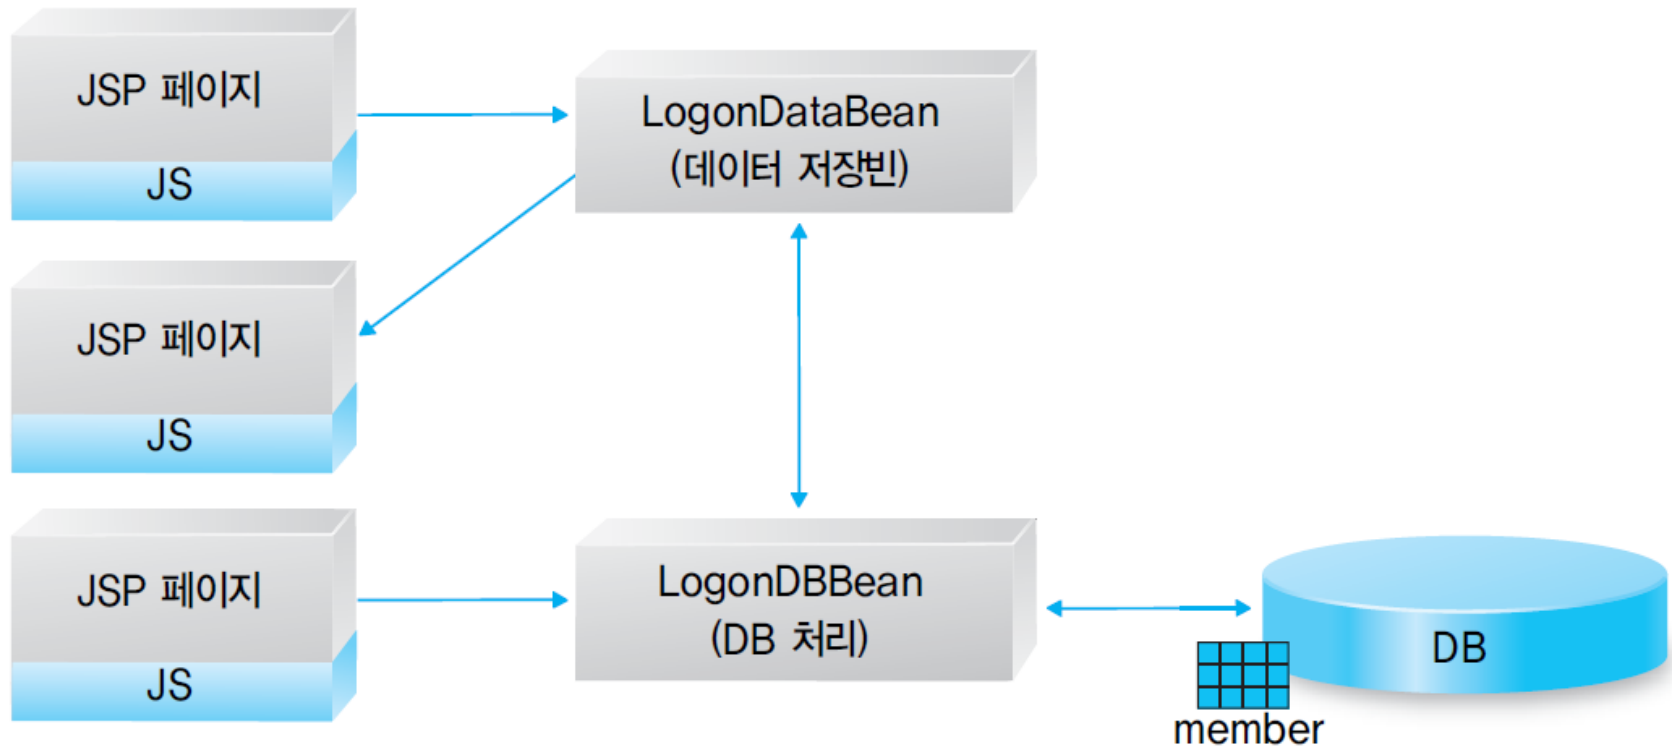 JSP 페이지
JS
LogonDataBean
(데이터 저장빈)
JSP 페이지
JS
JSP 페이지
JS
LogonDBBean
(DB 처리)
DB
member